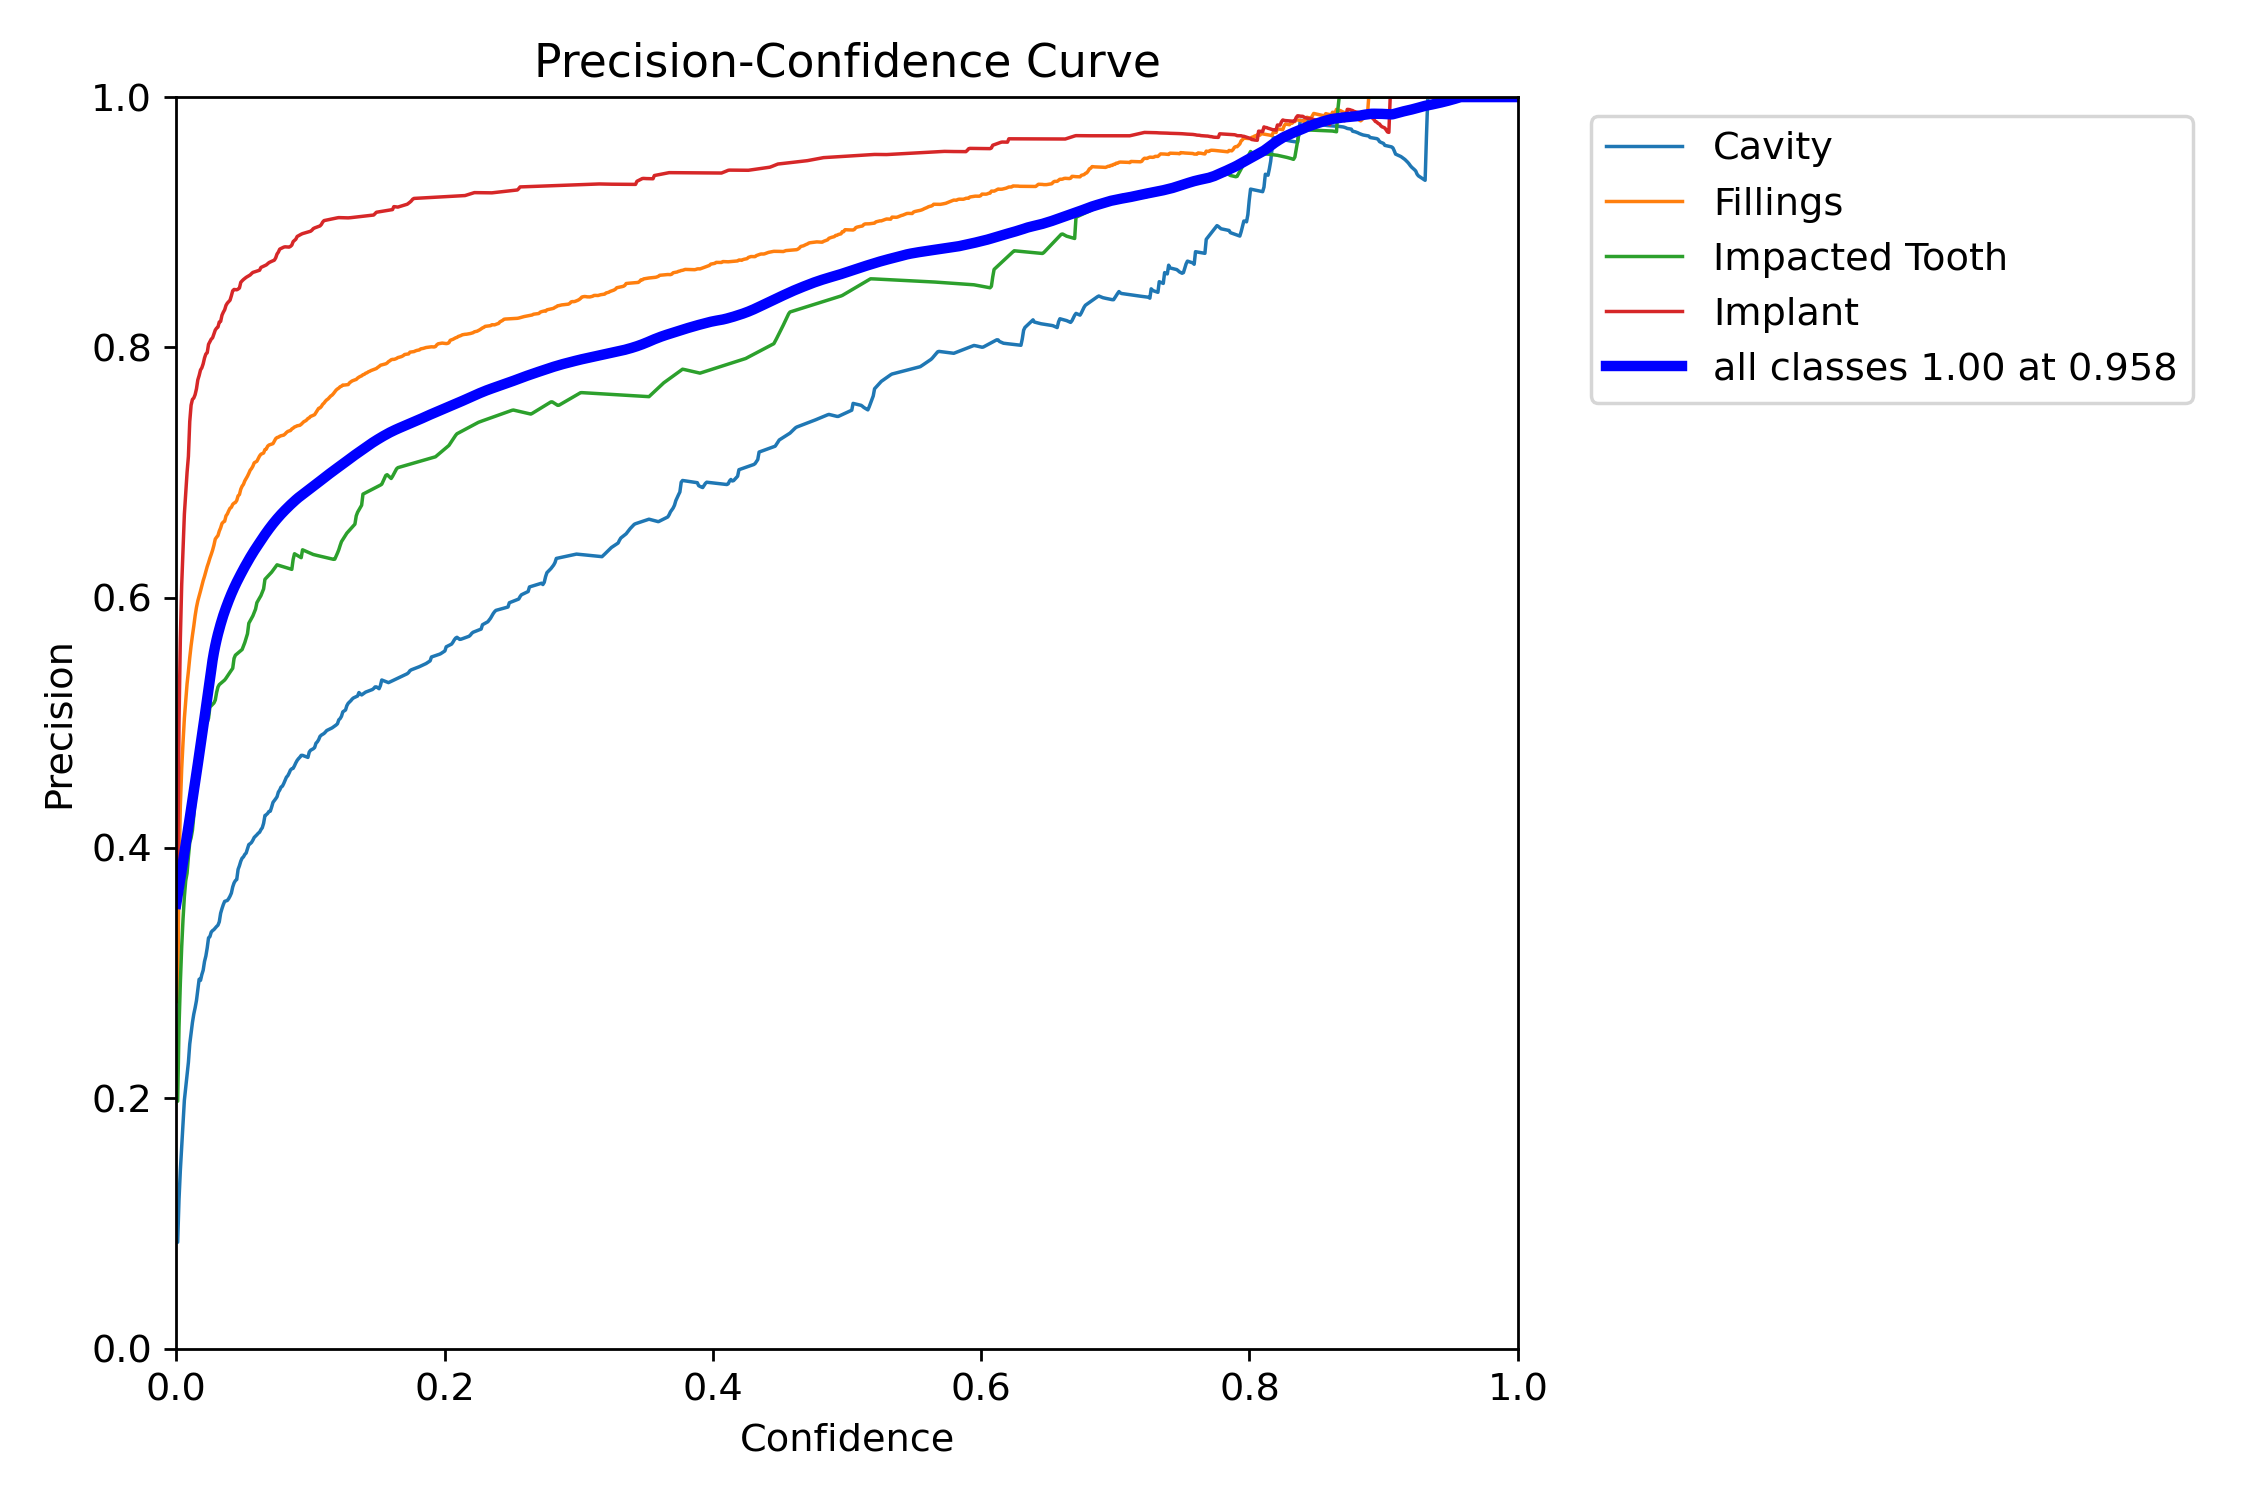 Precision-Confidence Curve
1.0
0.8
0.6
0.4
0.2
0.0
Precision
0.0 0.2 0.4 0.6 0.8 1.0
Confidence
Cavity
Fillings
Impacted Tooth
Implant
all classes 1.00 at 0.958